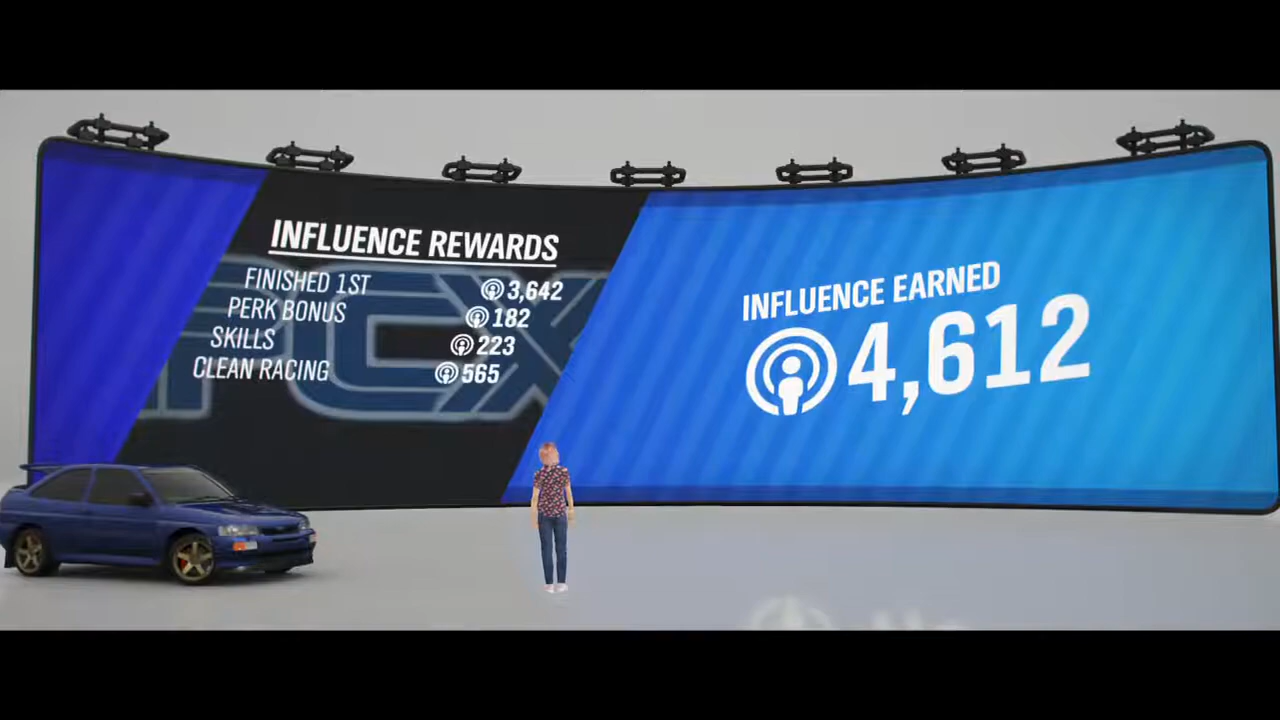 INFLUENCE REWARDS
FINISHED 1ST 3,642
PERK BONUS 182
SKILLS 223
CLEAN RACING 565
INFLUENCE EARNED
4,612